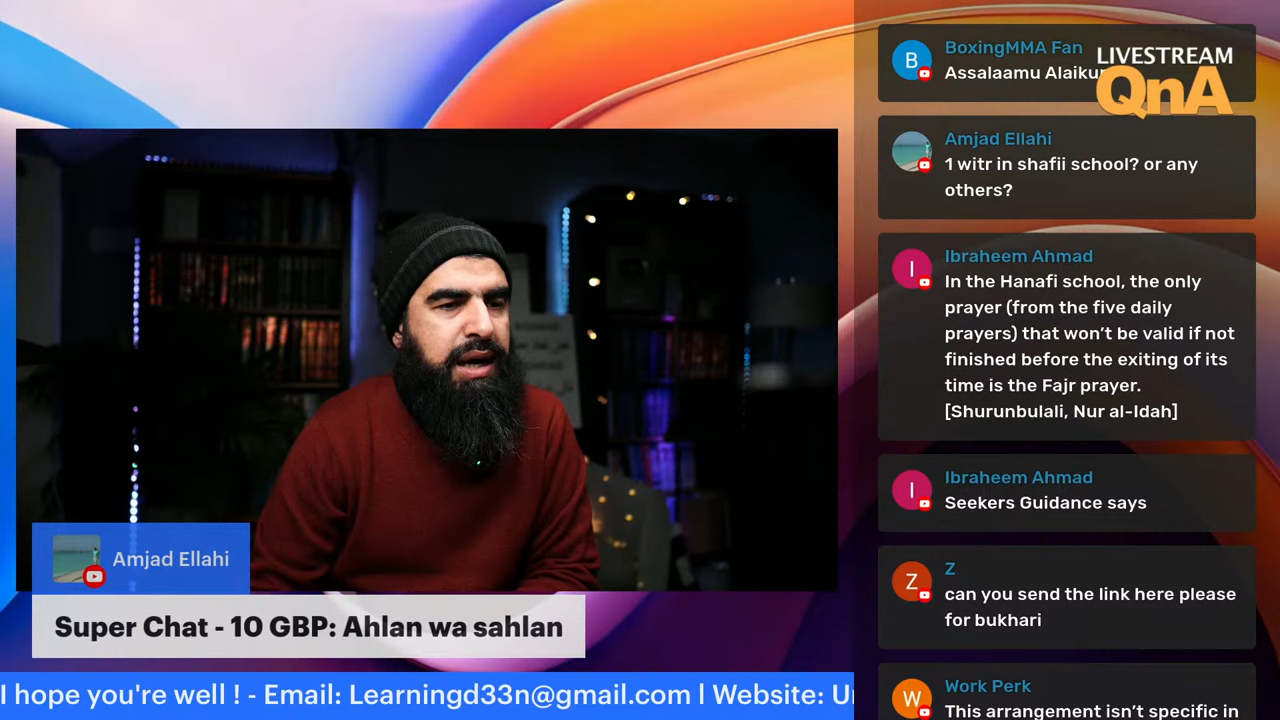 BoxingMMA Fan
Assalaamu Alaiku
LIVESTREAM
QnA
Amjad Ellahi
1 witr in shafii school? or any
others?
Ibraheem Ahmad
In the Hanafi school, the only
prayer (from the five daily
prayers) that won’t be valid if not
finished before the exiting of its
time is the Fajr prayer.
[Shurunbulali, Nur al-Idah]
Ibraheem Ahmad
Seekers Guidance says
Z
Z
can you send the link here please
for bukhari
Work Perk
This arrangement isn’t specific in
Amjad Ellahi
Super Chat - 10 GBP: Ahlan wa sahlan
I hope you're well ! - Email: Learningd33n@gmail.com l Website: